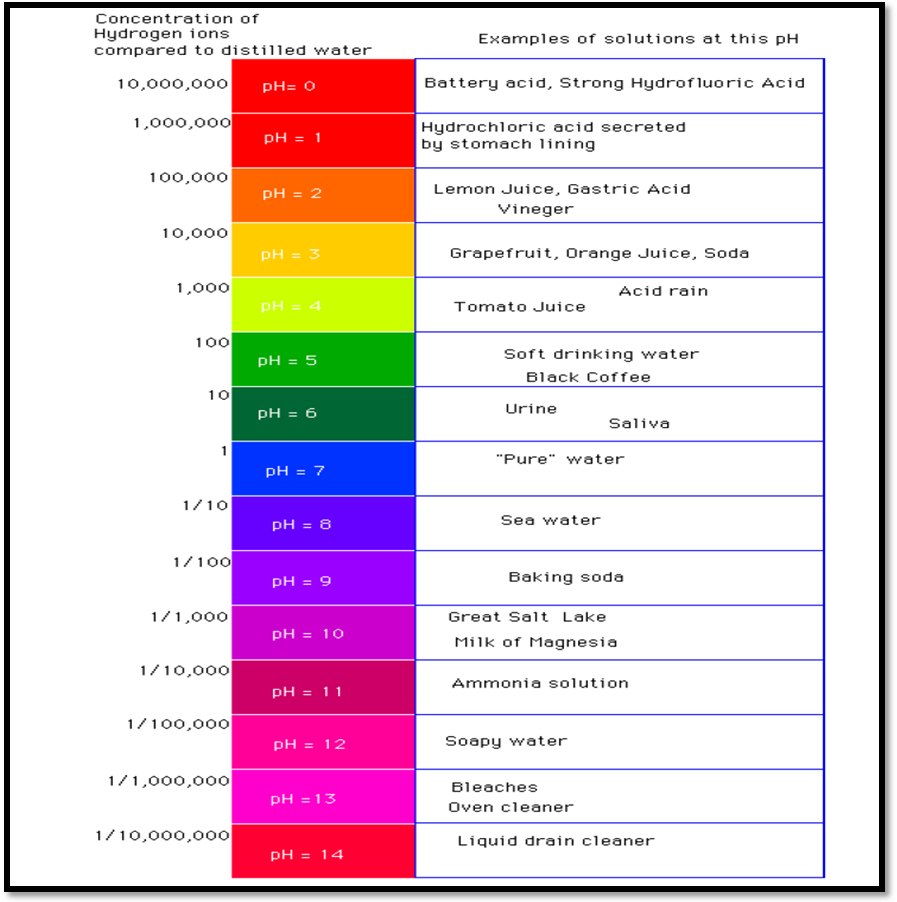 Concentration of
Hydrogen ions
compared to distilled water
Examples of solutions at this pH
10,000,000 pH= 0 Battery acid, Strong Hydrofluoric Acid
1,000,000 pH = 1 Hydrochloric acid secreted
by stomach lining
100,000 pH = 2 Lemon Juice, Gastric Acid
Vineger
10,000 pH = 3 Grapefruit, Orange Juice, Soda
1,000 pH = 4 Acid rain
Tomato Juice
100 pH = 5 Soft drinking water
Black Coffee
10 pH = 6 Urine
Saliva
1 pH = 7 "Pure" water
1/10 pH = 8 Sea water
1/100 pH = 9 Baking soda
1/1,000 pH = 10 Great Salt Lake
Milk of Magnesia
1/10,000 pH = 11 Ammonia solution
1/100,000 pH = 12 Soapy water
1/1,000,000 pH =13 Bleaches
Oven cleaner
1/10,000,000 pH = 14 Liquid drain cleaner